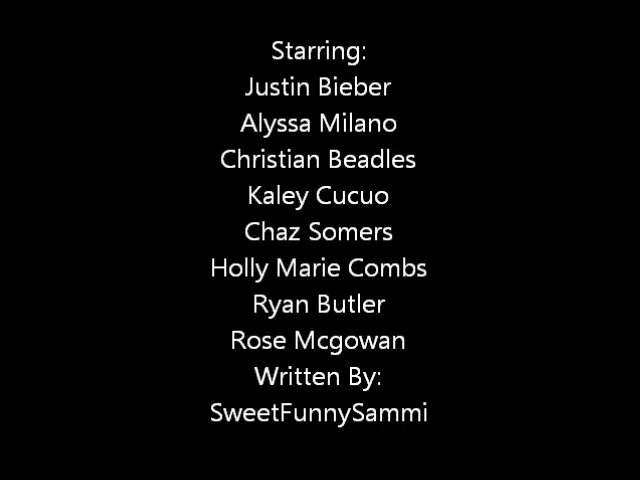 Starring:
Justin Bieber
Alyssa Milano
Christian Beadles
Kaley Cucuo
Chaz Somers
Holly Marie Combs
Ryan Butler
Rose Mcgowan
Written By:
SweetFunnySammi